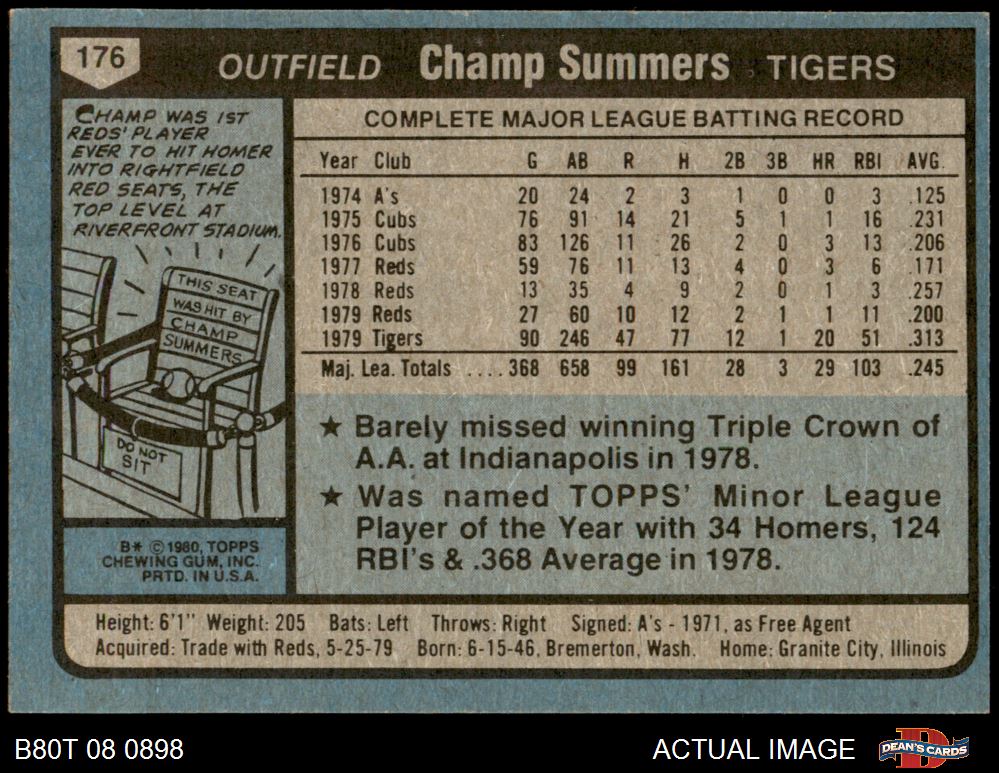 176
OUTFIELD Champ Summers TIGERS
CHAMP WAS 1ST
REDS' PLAYER
EVER TO HIT HOMER
INTO RIGHTFIELD
RED SEATS, THE
TOP LEVEL AT
RIVERFRONT STADIUM.
THIS SEAT
WAS HIT BY
CHAMP
SUMMERS
DO NOT
SIT
B* © 1980, TOPPS
CHEWING GUM, INC.
PRTD. IN U.S.A.
COMPLETE MAJOR LEAGUE BATTING RECORD
Year Club G AB R H 2B 3B HR RBI AVG.
1974 A's 20 24 2 3 1 0 0 3 .125
1975 Cubs 76 91 14 21 5 1 1 16 .231
1976 Cubs 83 126 11 26 2 0 3 13 .206
1977 Reds 59 76 11 13 4 0 3 6 .171
1978 Reds 13 35 4 9 2 0 1 3 .257
1979 Reds 27 60 10 12 2 1 1 11 .200
1979 Tigers 90 246 47 77 12 1 20 51 .313
Maj. Lea. Totals ....368 658 99 161 28 3 29 103 .245
★ Barely missed winning Triple Crown of
A.A. at Indianapolis in 1978.
★ Was named TOPPS' Minor League
Player of the Year with 34 Homers, 124
RBI's & .368 Average in 1978.
Height: 6'1" Weight: 205 Bats: Left Throws: Right Signed: A's - 1971, as Free Agent
Acquired: Trade with Reds, 5-25-79 Born: 6-15-46, Bremerton, Wash. Home: Granite City, Illinois
B80T 08 0898
ACTUAL IMAGE
D
DEAN'S CARDS